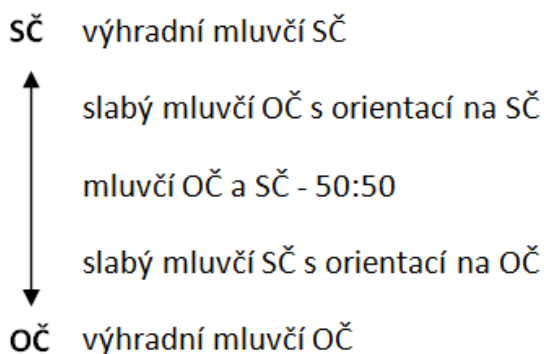 SČ výhradní mluvčí SČ
slabý mluvčí OČ s orientací na SČ
mluvčí OČ a SČ - 50:50
slabý mluvčí SČ s orientací na OČ
OČ výhradní mluvčí OČ